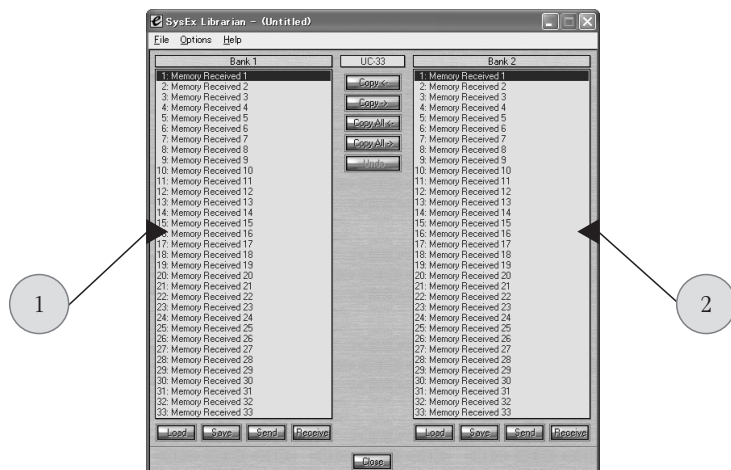 SysEx Librarian - (Untitled)
File Options Help
Bank 1
1: Memory Received 1
2: Memory Received 2
3: Memory Received 3
4: Memory Received 4
5: Memory Received 5
6: Memory Received 6
7: Memory Received 7
8: Memory Received 8
9: Memory Received 9
10: Memory Received 10
11: Memory Received 11
12: Memory Received 12
13: Memory Received 13
14: Memory Received 14
15: Memory Received 15
16: Memory Received 16
17: Memory Received 17
18: Memory Received 18
19: Memory Received 19
20: Memory Received 20
21: Memory Received 21
22: Memory Received 22
23: Memory Received 23
24: Memory Received 24
25: Memory Received 25
26: Memory Received 26
27: Memory Received 27
28: Memory Received 28
29: Memory Received 29
30: Memory Received 30
31: Memory Received 31
32: Memory Received 32
33: Memory Received 33
Load Save Send Receive
UC-33
Copy <-
Copy ->
Copy All <-
Copy All ->
Undo
Bank 2
1: Memory Received 1
2: Memory Received 2
3: Memory Received 3
4: Memory Received 4
5: Memory Received 5
6: Memory Received 6
7: Memory Received 7
8: Memory Received 8
9: Memory Received 9
10: Memory Received 10
11: Memory Received 11
12: Memory Received 12
13: Memory Received 13
14: Memory Received 14
15: Memory Received 15
16: Memory Received 16
17: Memory Received 17
18: Memory Received 18
19: Memory Received 19
20: Memory Received 20
21: Memory Received 21
22: Memory Received 22
23: Memory Received 23
24: Memory Received 24
25: Memory Received 25
26: Memory Received 26
27: Memory Received 27
28: Memory Received 28
29: Memory Received 29
30: Memory Received 30
31: Memory Received 31
32: Memory Received 32
33: Memory Received 33
Load Save Send Receive
Close
1
2